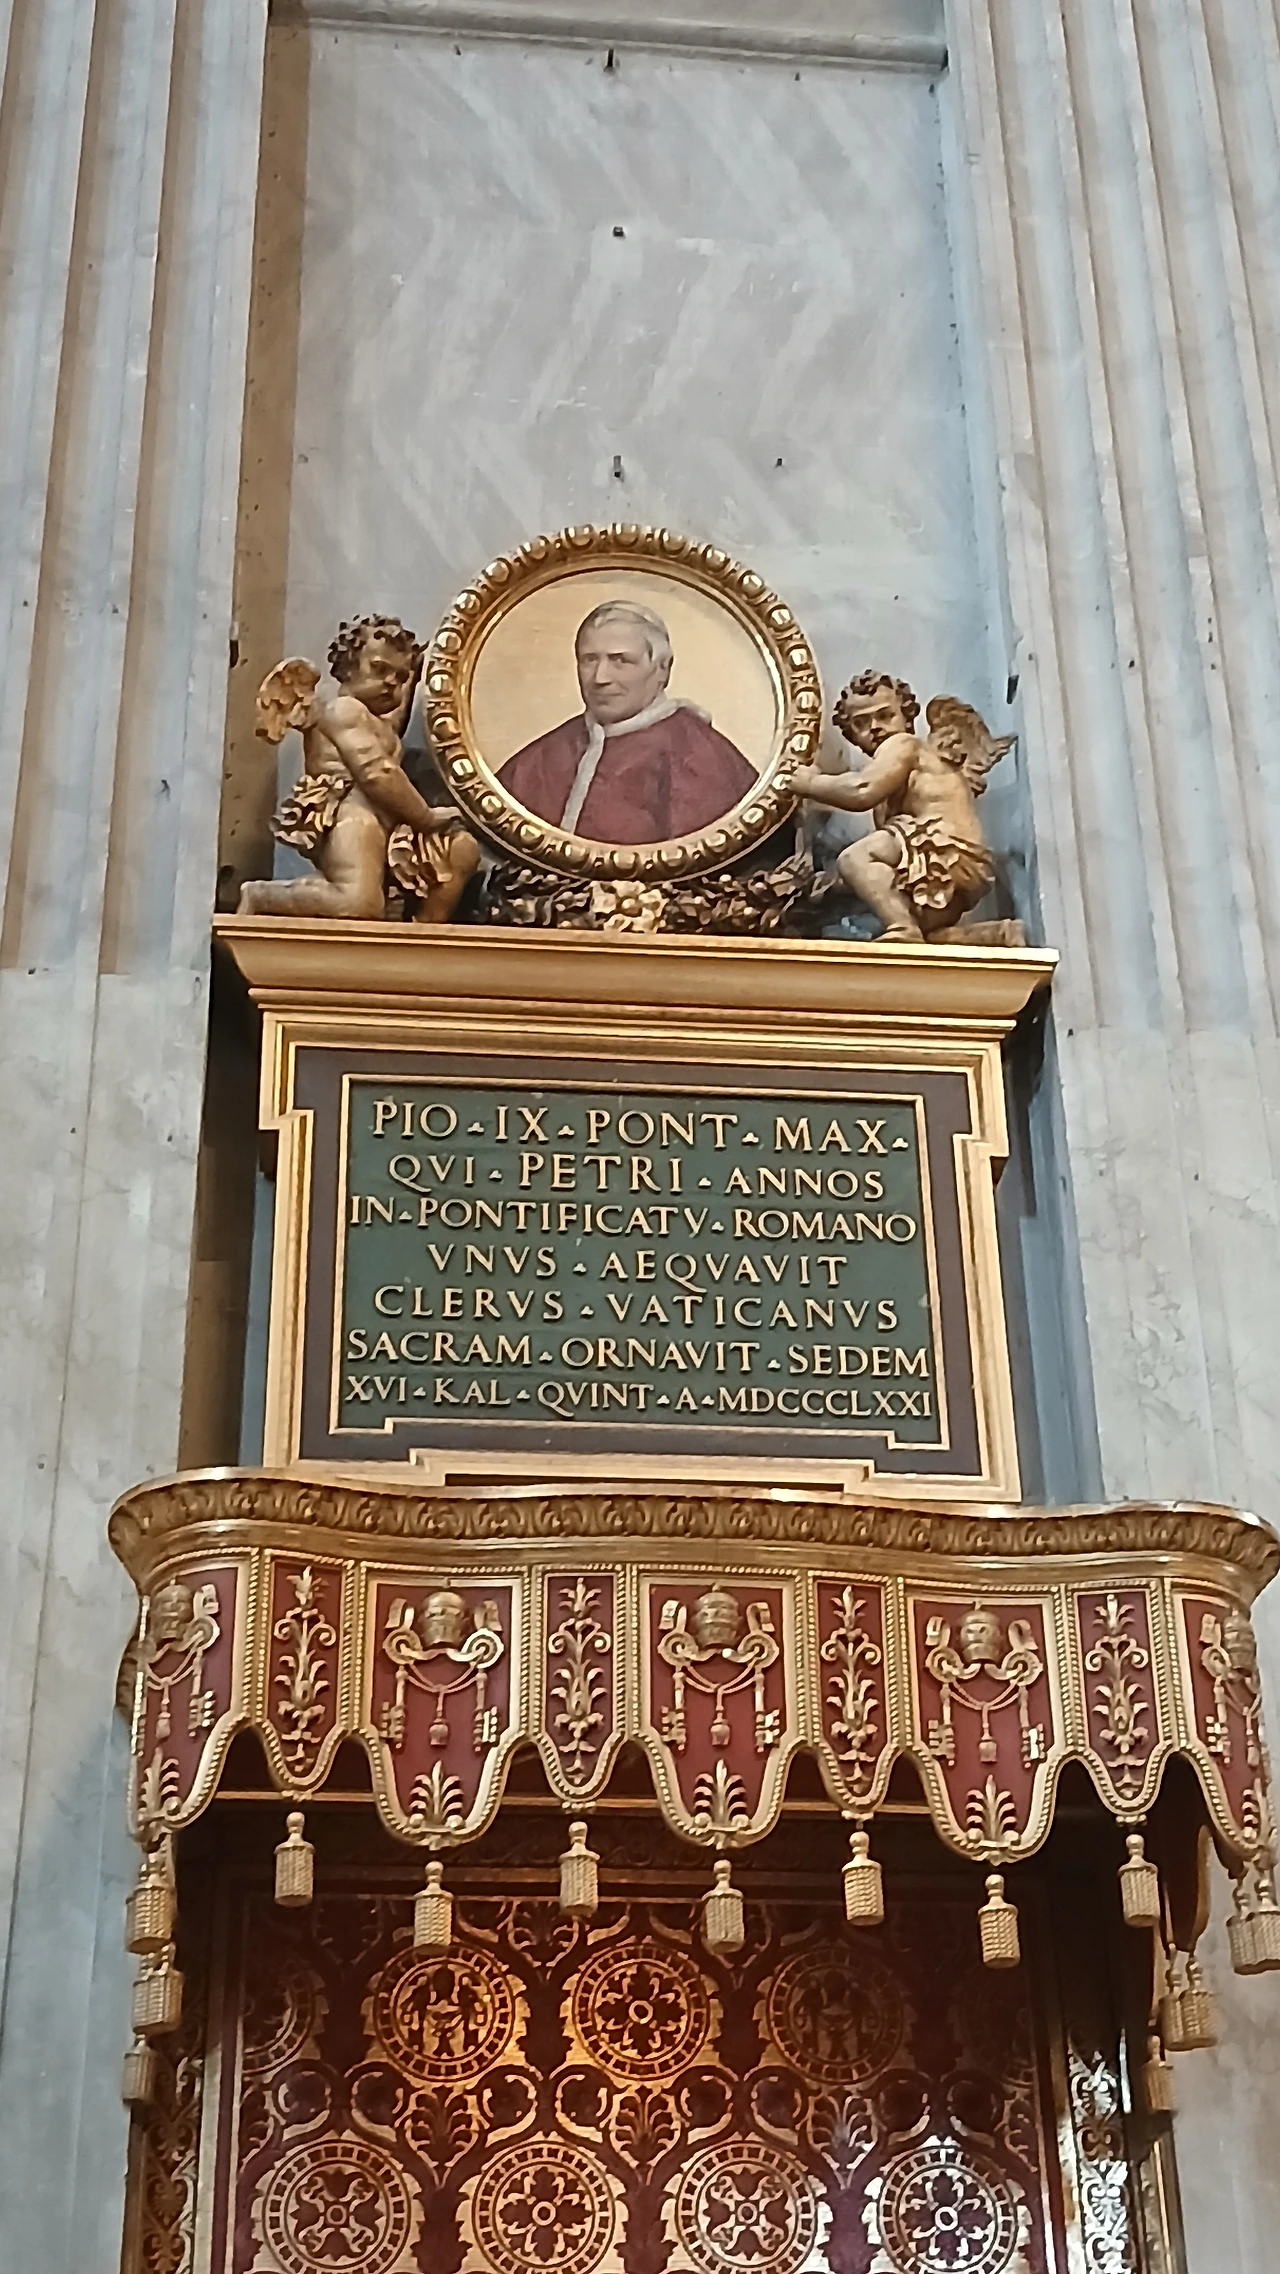 PIO · IX · PONT · MAX ·
QVI · PETRI · ANNOS
IN · PONTIFICATV · ROMANO
VNVS · AEQVAVIT
CLERVS · VATICANVS
SACRAM · ORNAVIT · SEDEM
XVI · KAL · QVINT · A · MDCCCLXXI